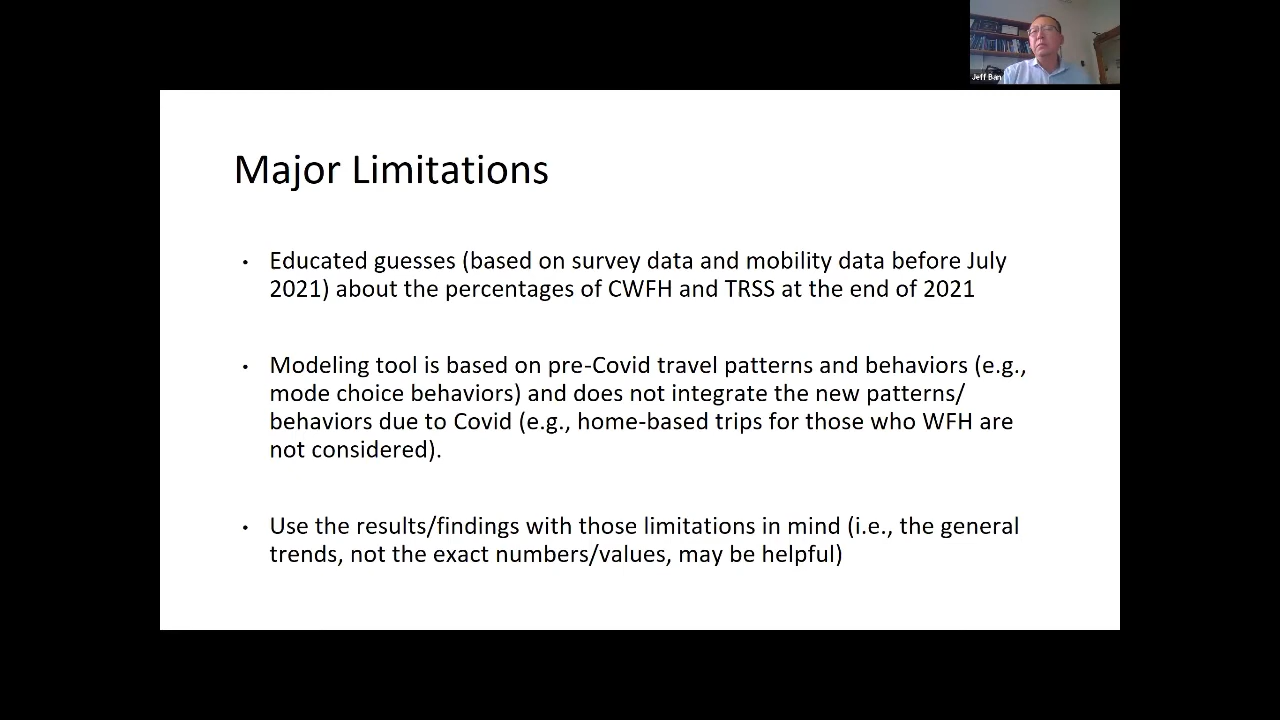 Jeff Ban
Major Limitations
• Educated guesses (based on survey data and mobility data before July
2021) about the percentages of CWFH and TRSS at the end of 2021
• Modeling tool is based on pre-Covid travel patterns and behaviors (e.g.,
mode choice behaviors) and does not integrate the new patterns/
behaviors due to Covid (e.g., home-based trips for those who WFH are
not considered).
• Use the results/findings with those limitations in mind (i.e., the general
trends, not the exact numbers/values, may be helpful)